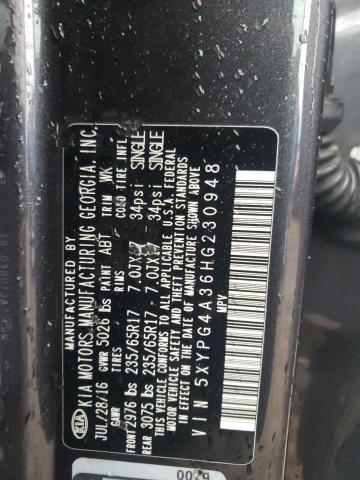 MANUFACTURED BY
KIA KIA MOTORS MANUFACTURING GEORGIA, INC.
JUL/28/16 GVWR 5026 lbs PAINT ABT TRIM WK
GAWR TIRES RIMS COLD TIRE INFL
FRONT 2976 lbs 235/65R17 7.0JX17 34psi SINGLE
REAR 3075 lbs 235/65R17 7.0JX17 34psi SINGLE
THIS VEHICLE CONFORMS TO ALL APPLICABLE U.S.A. FEDERAL
MOTOR VEHICLE SAFETY, BUMPER, AND THEFT PREVENTION STANDARDS
IN EFFECT ON THE DATE OF MANUFACTURE SHOWN ABOVE.
VIN 5XYPG4A36HG230948
MPV